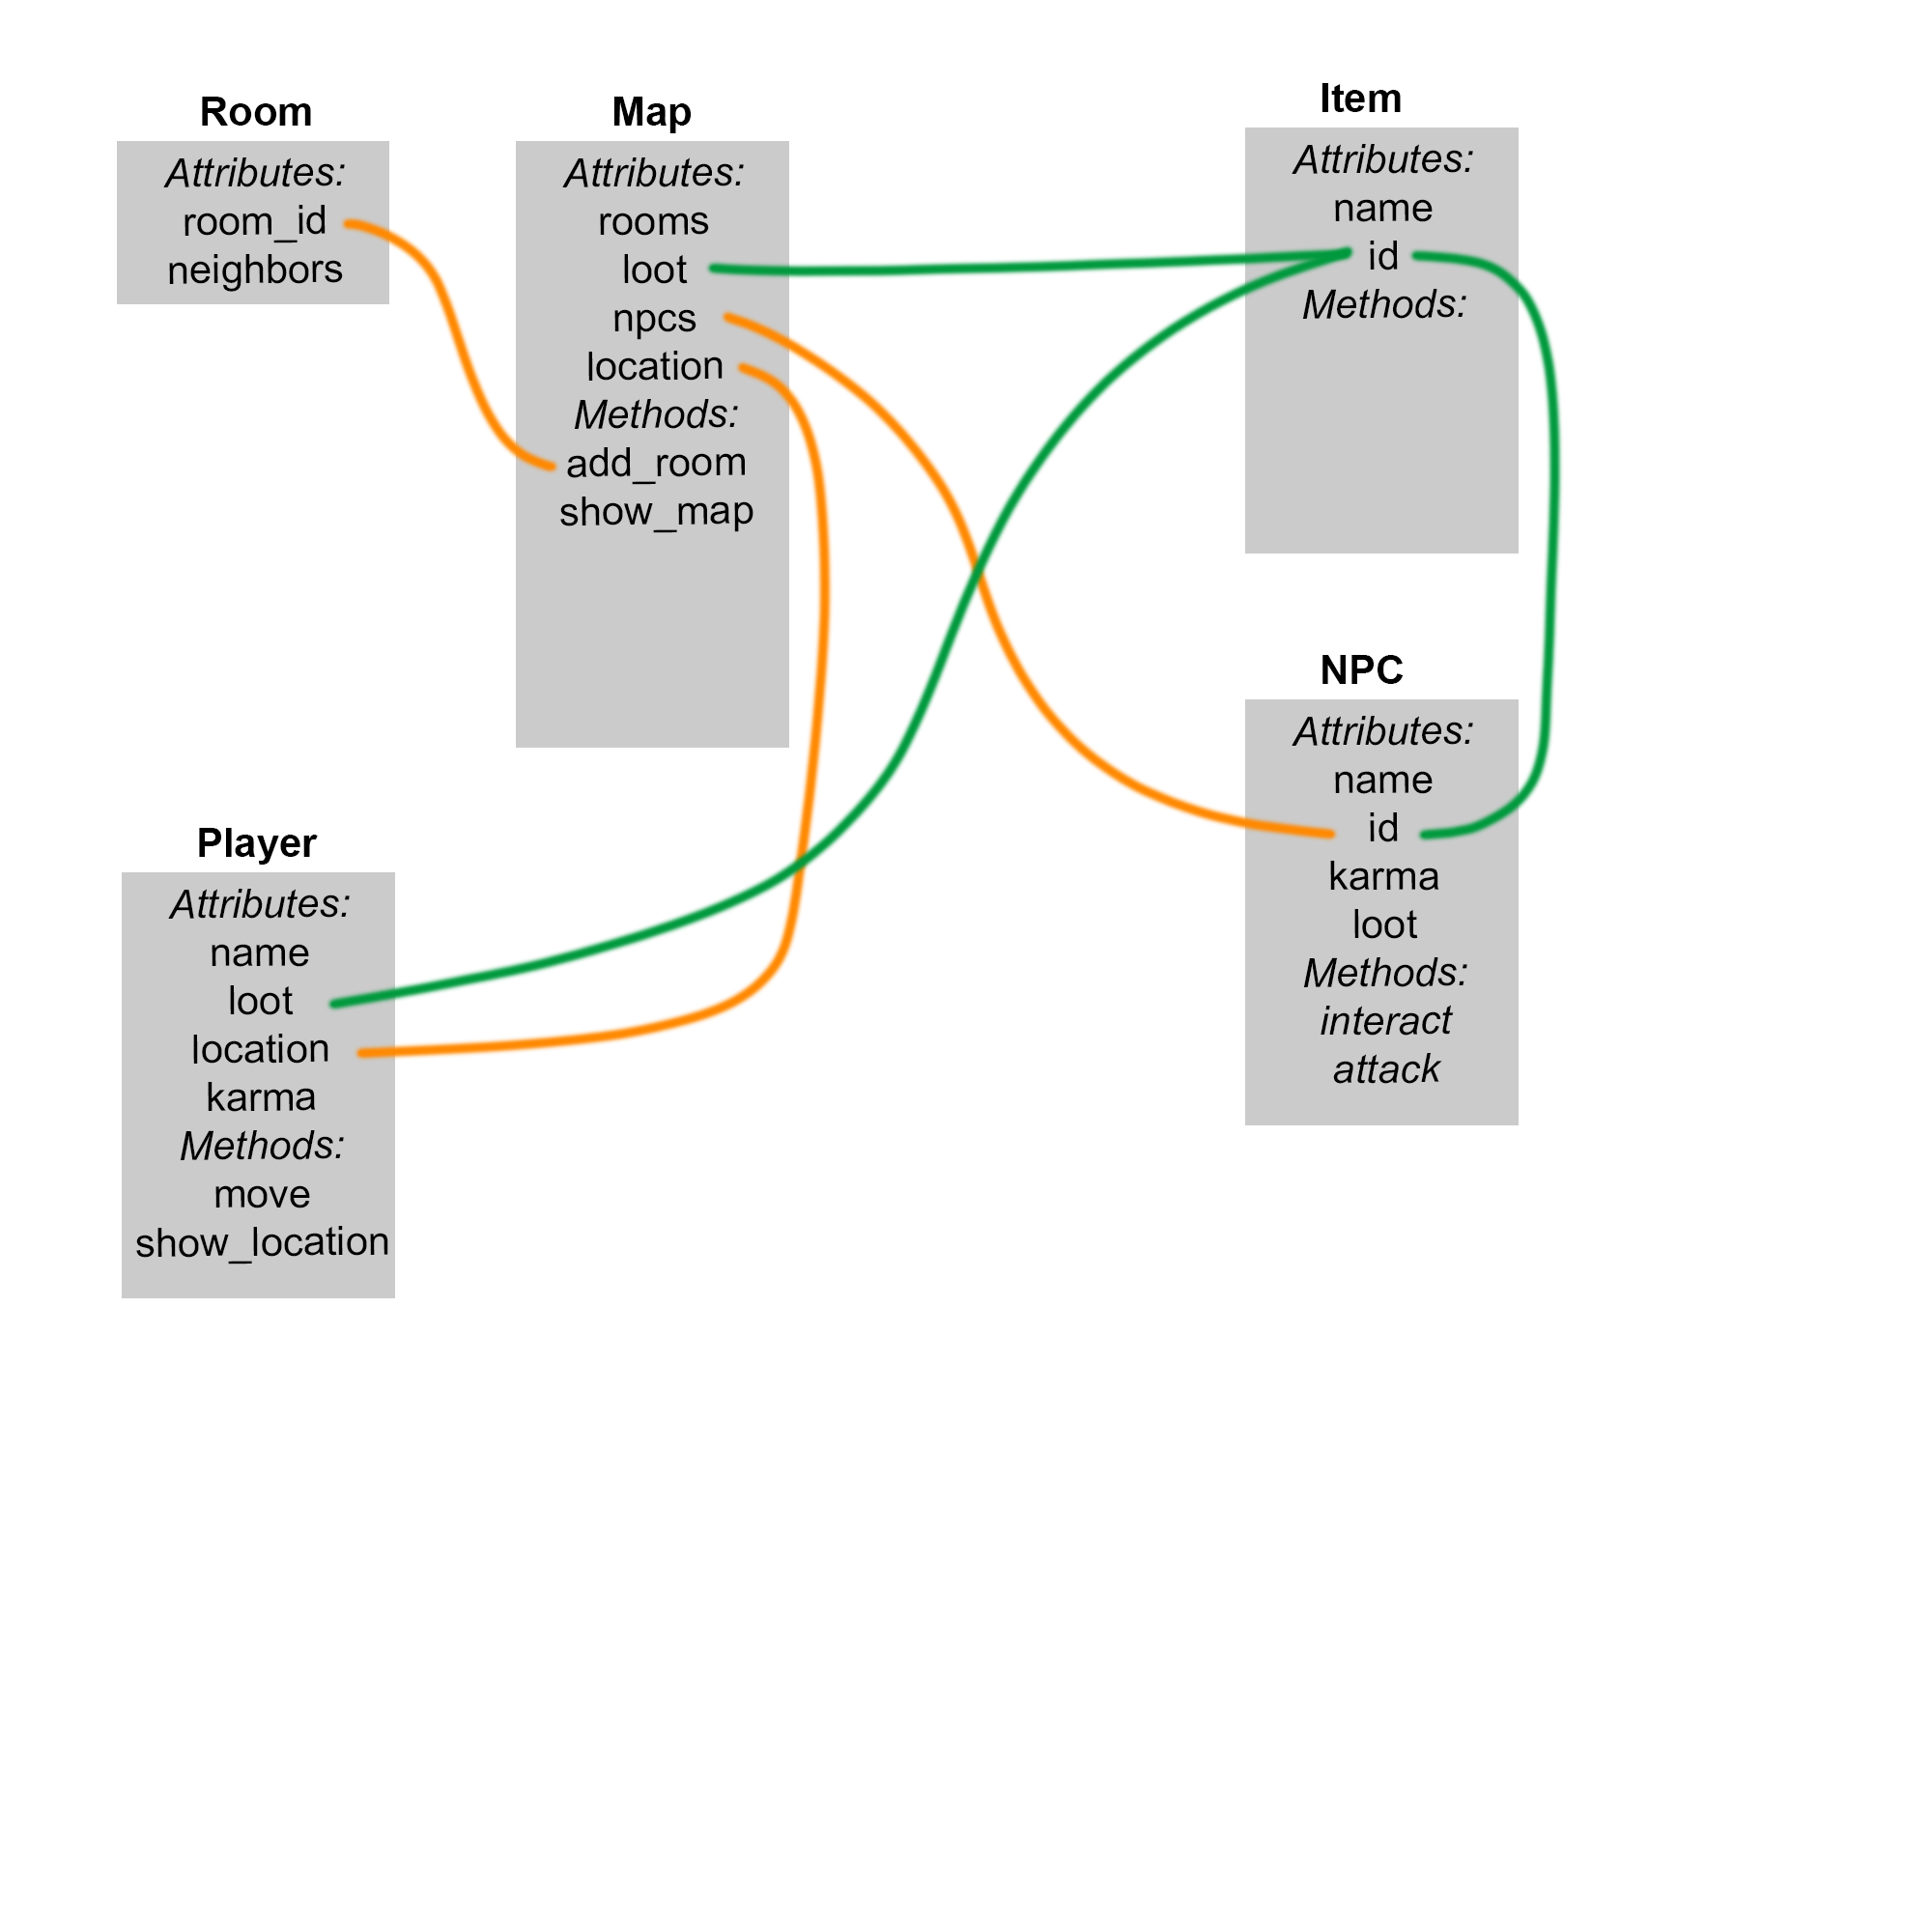 Room
Attributes:
room_id
neighbors
Map
Attributes:
rooms
loot
npcs
location
Methods:
add_room
show_map
Item
Attributes:
name
id
Methods:
NPC
Attributes:
name
id
karma
loot
Methods:
interact
attack
Player
Attributes:
name
loot
location
karma
Methods:
move
show_location